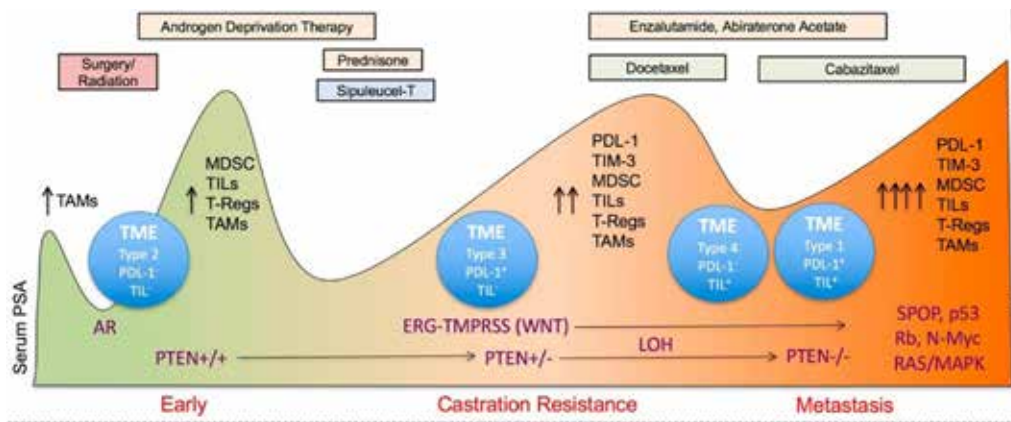 Androgen Deprivation Therapy
Enzalutamide, Abiraterone Acetate
Surgery/
Radiation
Prednisone
Sipuleucel-T
Docetaxel
Cabazitaxel
TAMs
MDSC
TILs
T-Regs
TAMs
PDL-1
TIM-3
MDSC
TILs
T-Regs
TAMs
PDL-1
TIM-3
MDSC
TILs
T-Regs
TAMs
TME
Type 2
PDL-1⁻
TIL⁻
TME
Type 3
PDL-1⁺
TIL⁻
TME
Type 4
PDL-1⁻
TIL⁺
TME
Type 1
PDL-1⁺
TIL⁺
Serum PSA
AR
ERG-TMPRSS (WNT)
SPOP, p53
Rb, N-Myc
RAS/MAPK
PTEN+/+
PTEN+/-
LOH
PTEN-/-
Early
Castration Resistance
Metastasis